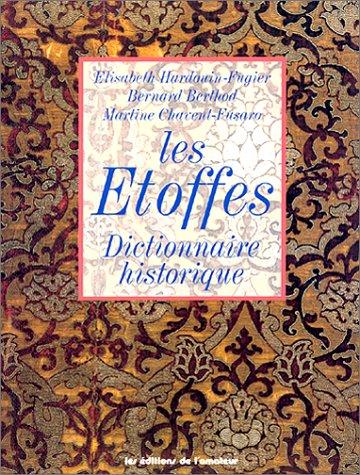 Elisabeth Hardouin-Fugier
Bernard Berthod
Martine Chavent-Fusaro
les
Etoffes
Dictionnaire
historique
les éditions de l'amateur